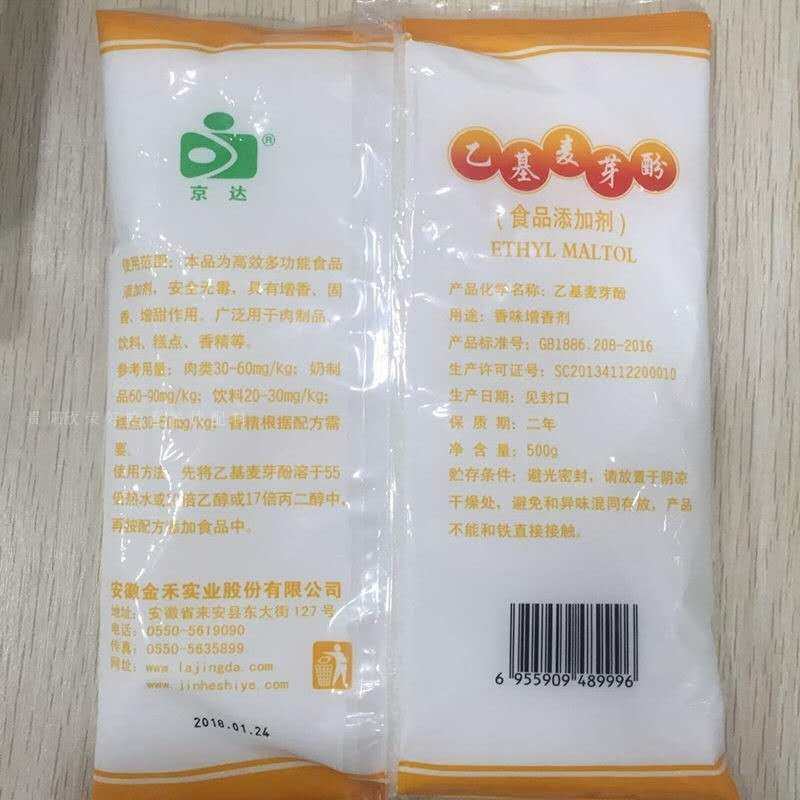 ®
京 达
使用范围：本品为高效多功能食品
添加剂，安全无毒，具有增香、固
香、增甜作用。广泛用于肉制品、
饮料、糕点、香精等。
参考用量：肉类30-60mg/kg；奶制
品60-90mg/kg；饮料20-30mg/kg；
糕点30-60mg/kg；香精根据配方需
要。
使用方法：先将乙基麦芽酚溶于55
倍热水或 倍乙醇或17倍丙二醇中，
再按配方添加食品中。
安徽金禾实业股份有限公司
地址：安徽省来安县东大街127号
电话：0550-5619090
传真：0550-5635899
网址：www.lajingda.com
www.jinheshiye.com
2018.01.24
乙基麦芽酚
（食品添加剂）
ETHYL MALTOL
产品化学名称：乙基麦芽酚
用途：香味增香剂
产品标准号：GB1886.208-2016
生产许可证号：SC20134112200010
生产日期：见封口
保 质 期：二年
净 含 量：500g
贮存条件：避光密封，请放置于阴凉
干燥处，避免和异味混同存放，产品
不能和铁直接接触。
6 955909 489996